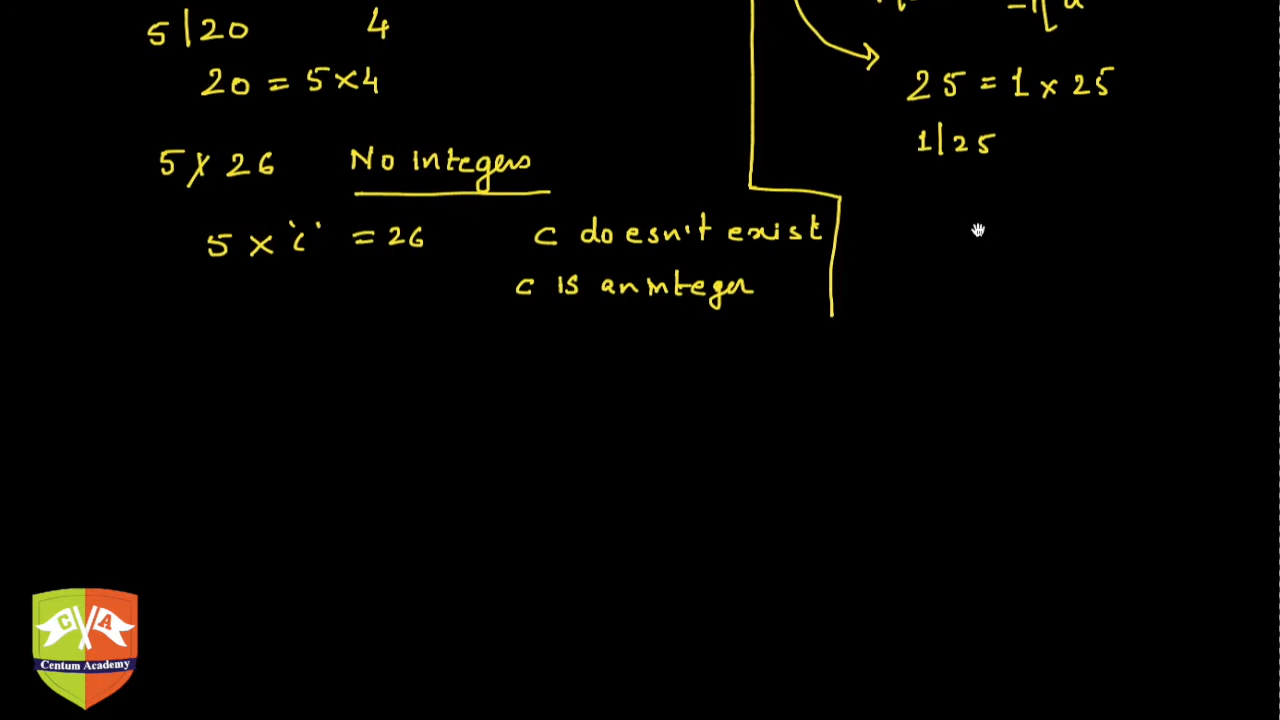 5 | 20 4
20 = 5 × 4
5 ∤ 26 No integers
5 × 'c' = 26 c doesn't exist
c is an integer
25 = 1 × 25
1 | 25
C A
Centum Academy